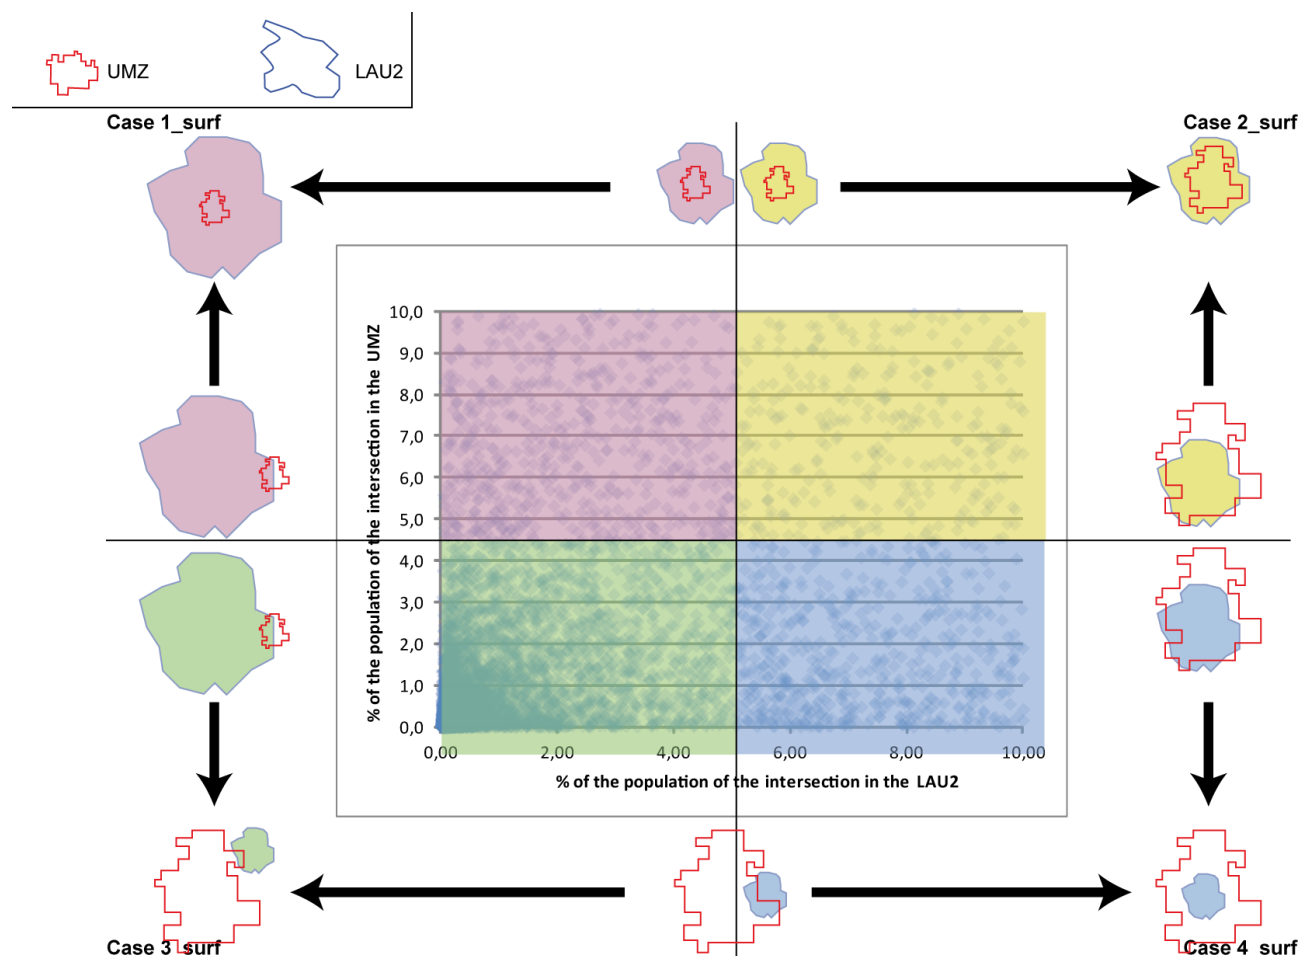 UMZ
LAU2
Case 1_surf
Case 2_surf
% of the population of the intersection in the UMZ
10,0
9,0
8,0
7,0
6,0
5,0
4,0
3,0
2,0
1,0
0,0
0,00 2,00 4,00 6,00 8,00 10,00
% of the population of the intersection in the LAU2
Case 3_surf
Case 4_surf